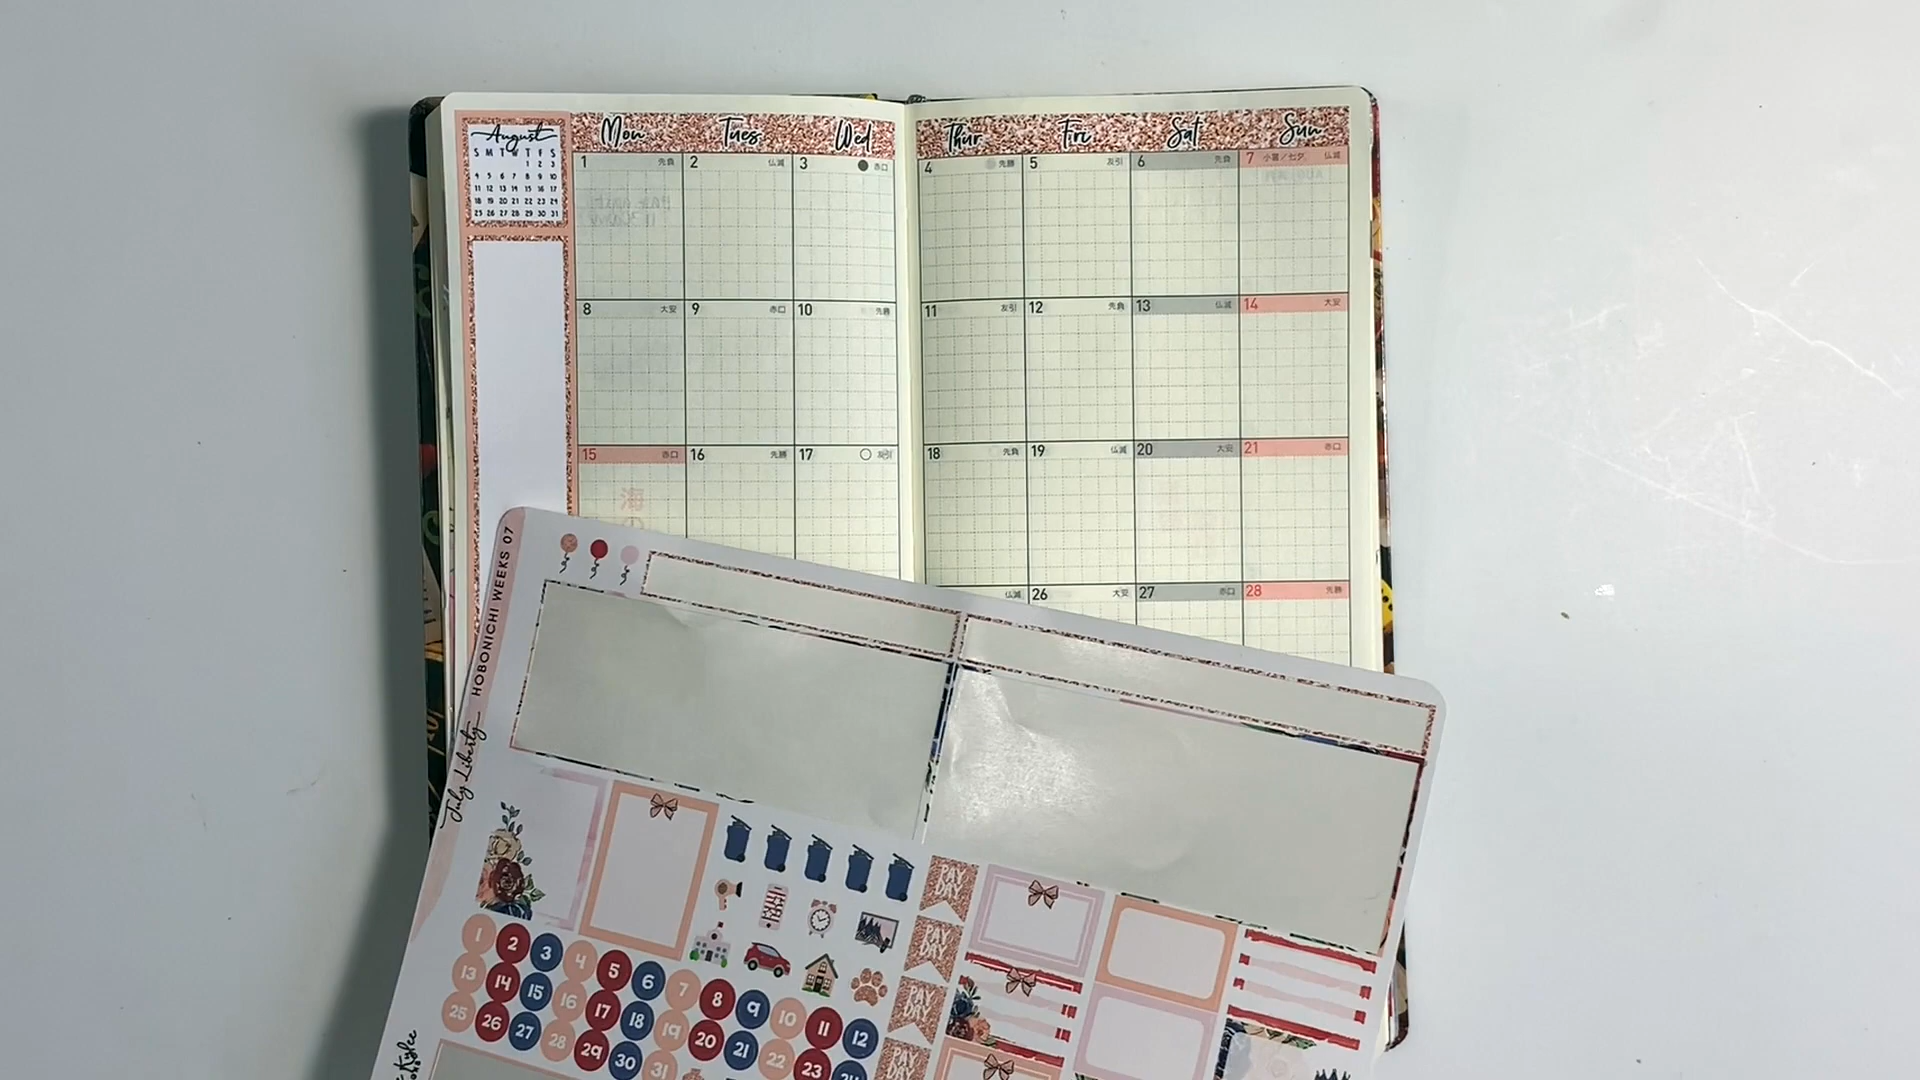 August
S M T W T F S
1 2 3
4 5 6 7 8 9 10
11 12 13 14 15 16 17
18 19 20 21 22 23 24
25 26 27 28 29 30 31
Mon Tues Wed Thur Fri Sat Sun
1 先負 2 仏滅 3 赤口 4 先勝 5 友引 6 先負 7 小暑/七夕 仏滅
8 大安 9 赤口 10 先勝 11 友引 12 先負 13 仏滅 14 大安
15 赤口 16 先勝 17 友引 18 先負 19 仏滅 20 大安 21 赤口
仏滅 26 大安 27 赤口 28 先勝
HOBONICHI WEEKS 07
July Liberty
PAY DAY
PAY DAY
PAY DAY
PAY DAY
1 2 3 4 5 6 7 8 9 10 11 12
13 14 15 16 17 18 19 20 21 22 23 24
25 26 27 28 29 30 31